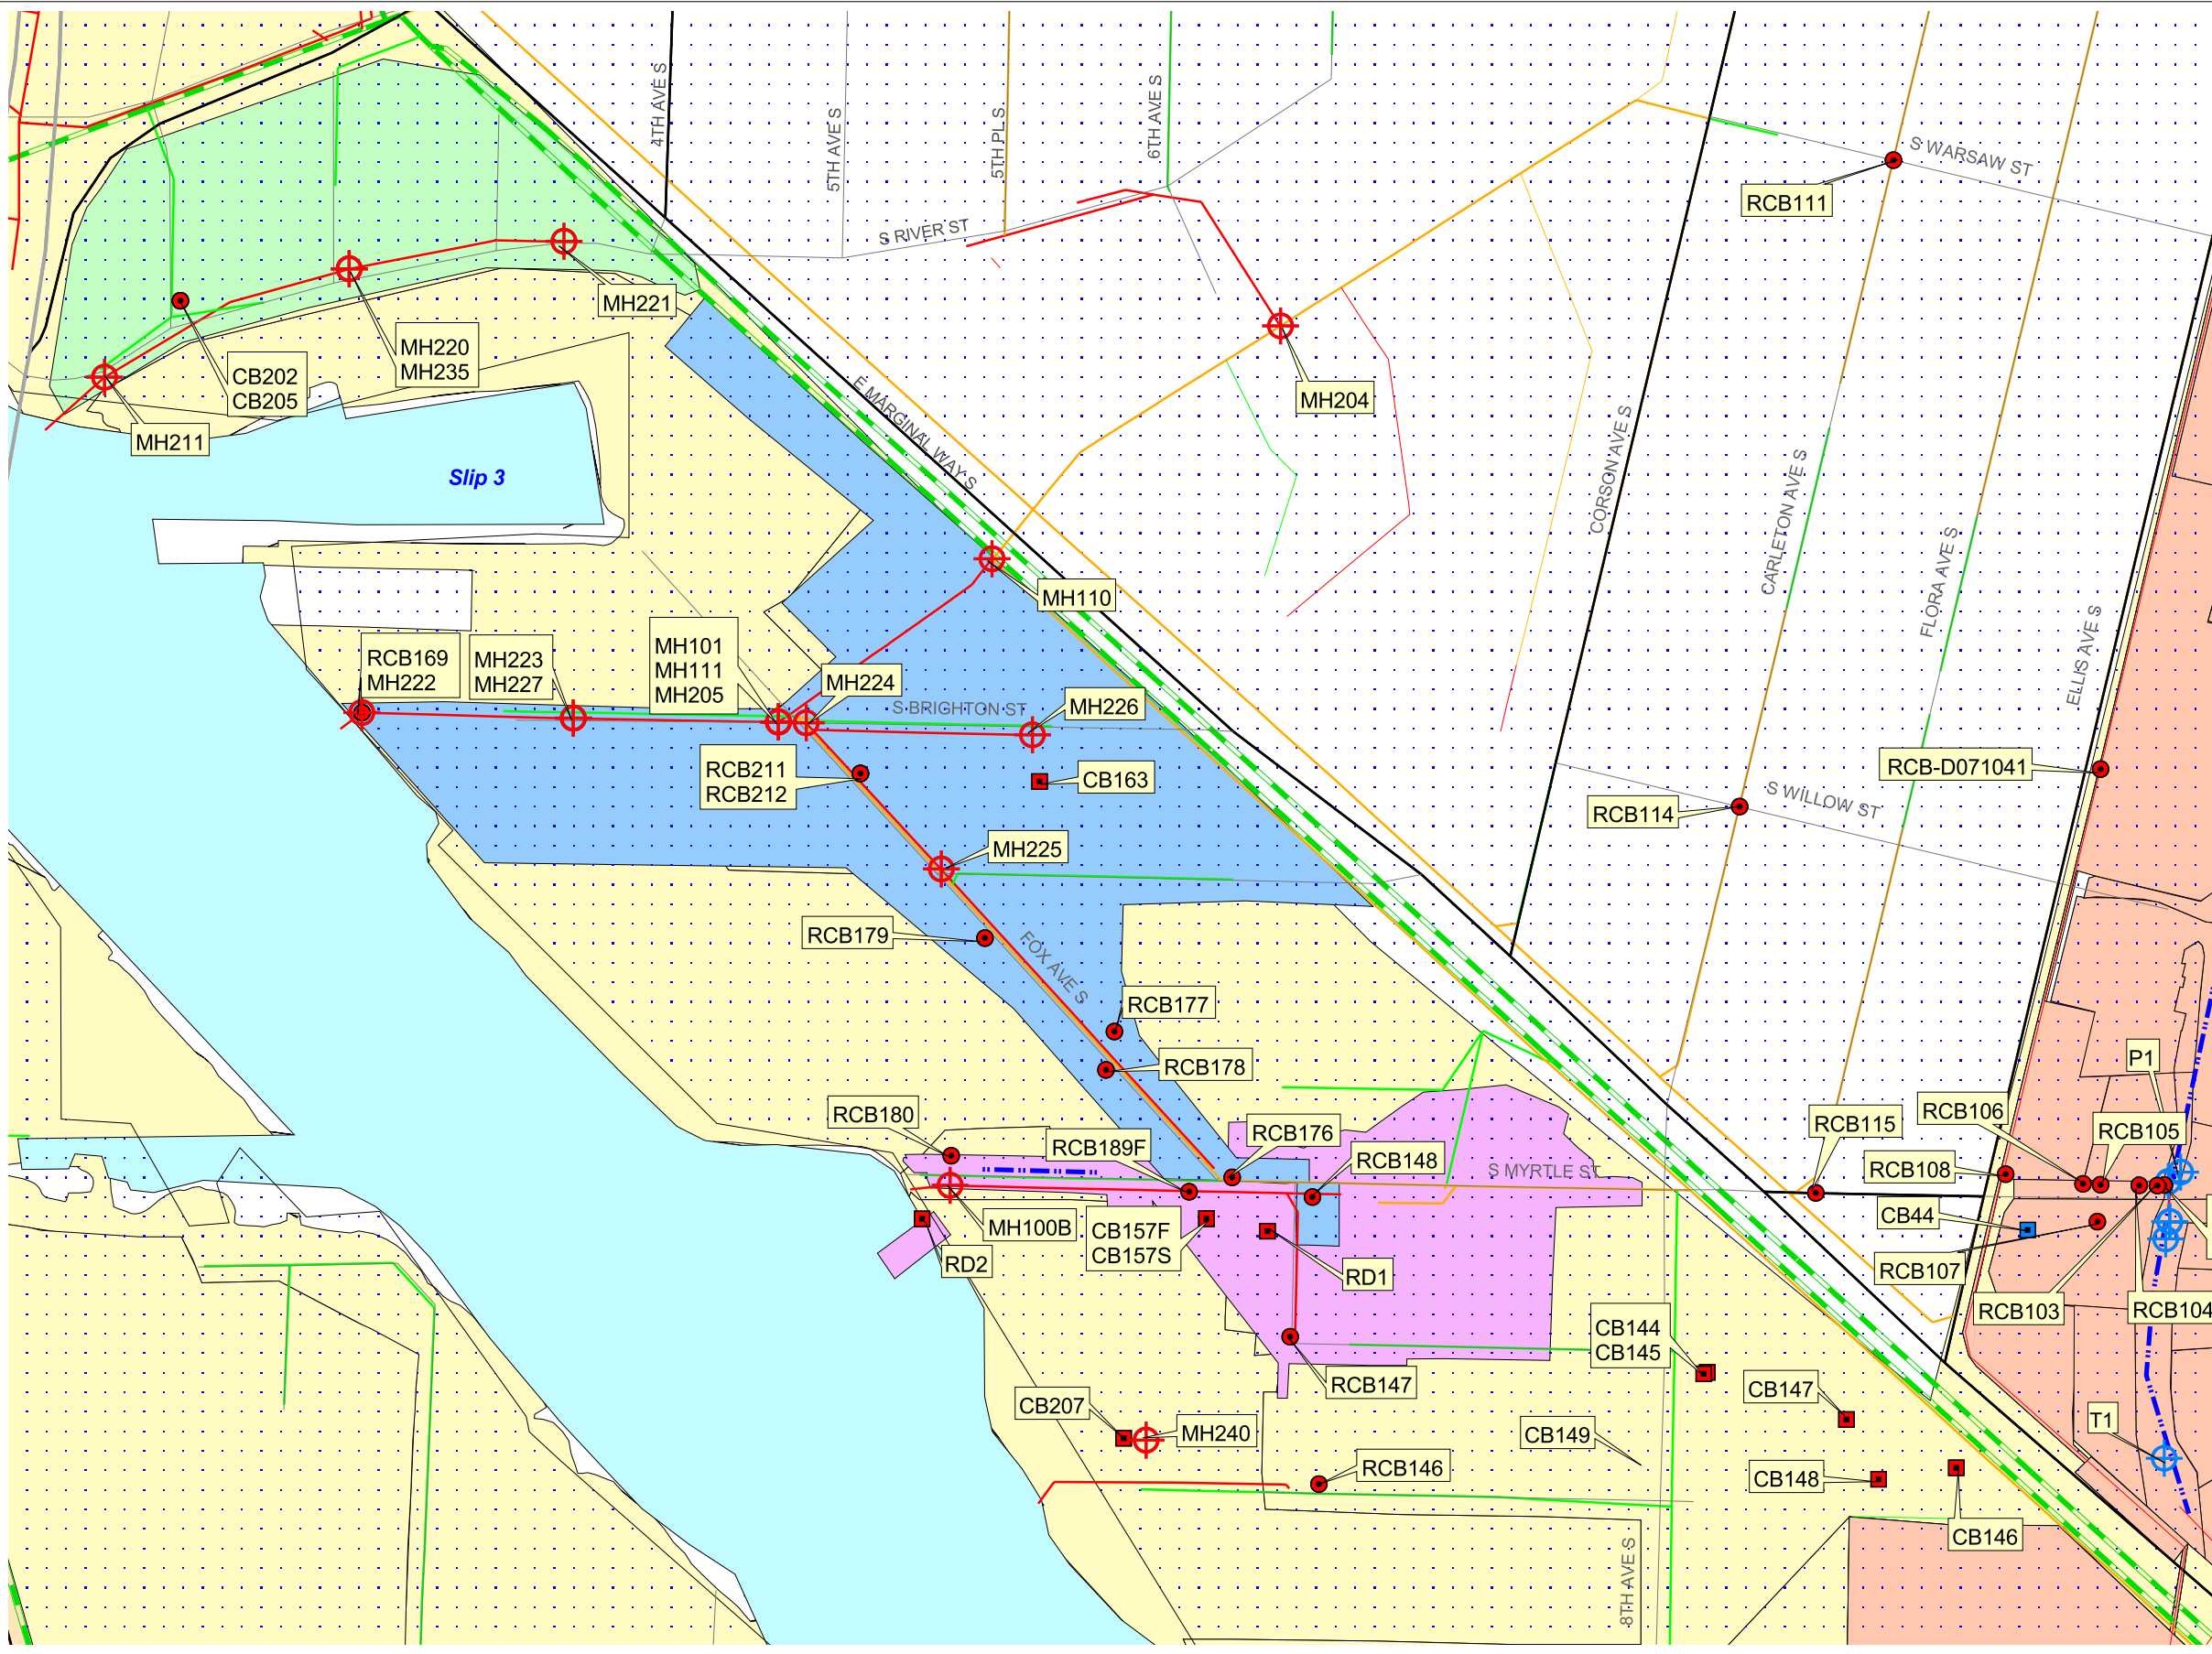 4TH AVE S
5TH AVE S
5TH PL S
6TH AVE S
S WARSAW ST
RCB111
S RIVER ST
MH221
MH220
MH235
CB202
CB205
MH211
Slip 3
E MARGINAL WAY S
MH204
CORSON AVE S
CARLETON AVE S
FLORA AVE S
ELLIS AVE S
MH110
RCB169
MH222
MH223
MH227
MH101
MH111
MH205
MH224
S BRIGHTON ST
MH226
RCB211
RCB212
CB163
RCB-D071041
S WILLOW ST
RCB114
MH225
RCB179
FOX AVE S
RCB177
RCB178
P1
RCB180
RCB189F
RCB176
RCB148
S MYRTLE ST
RCB115
RCB106
RCB105
RCB108
CB44
RCB107
RCB103
RCB104
MH100B
RD2
CB157F
CB157S
RD1
CB144
CB145
RCB147
CB147
CB207
MH240
CB149
T1
RCB146
CB148
CB146
8TH AVE S